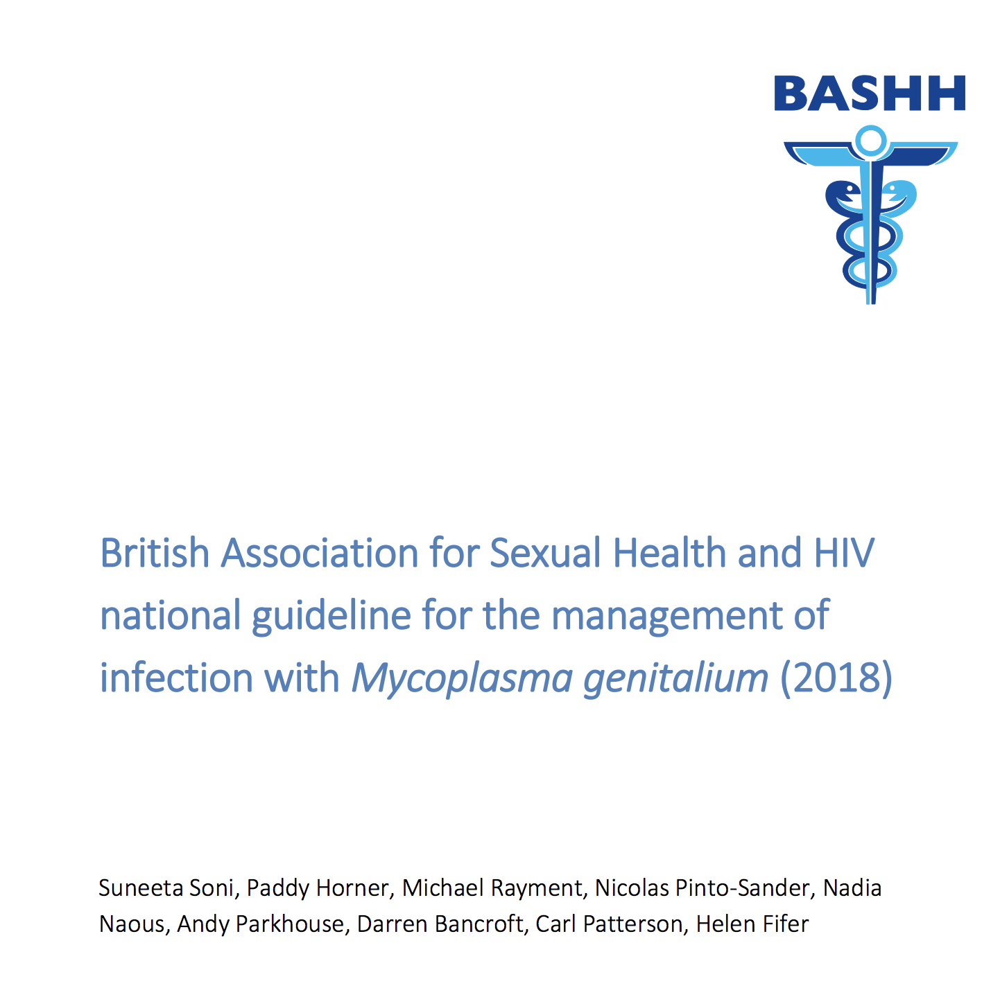 BASHH
British Association for Sexual Health and HIV
national guideline for the management of
infection with Mycoplasma genitalium (2018)
Suneeta Soni, Paddy Horner, Michael Rayment, Nicolas Pinto-Sander, Nadia
Naous, Andy Parkhouse, Darren Bancroft, Carl Patterson, Helen Fifer